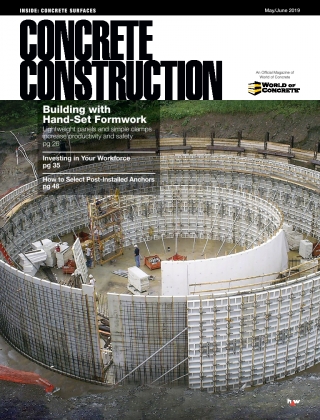 INSIDE: CONCRETE SURFACES
May/June 2019
CONCRETE
CONSTRUCTION
An Official Magazine of
World of Concrete
WORLD OF
CONCRETE
Building with
Hand-Set Formwork
Lightweight panels and simple clamps
increase productivity and safety
pg 28
Investing in Your Workforce
pg 35
How to Select Post-Installed Anchors
pg 45